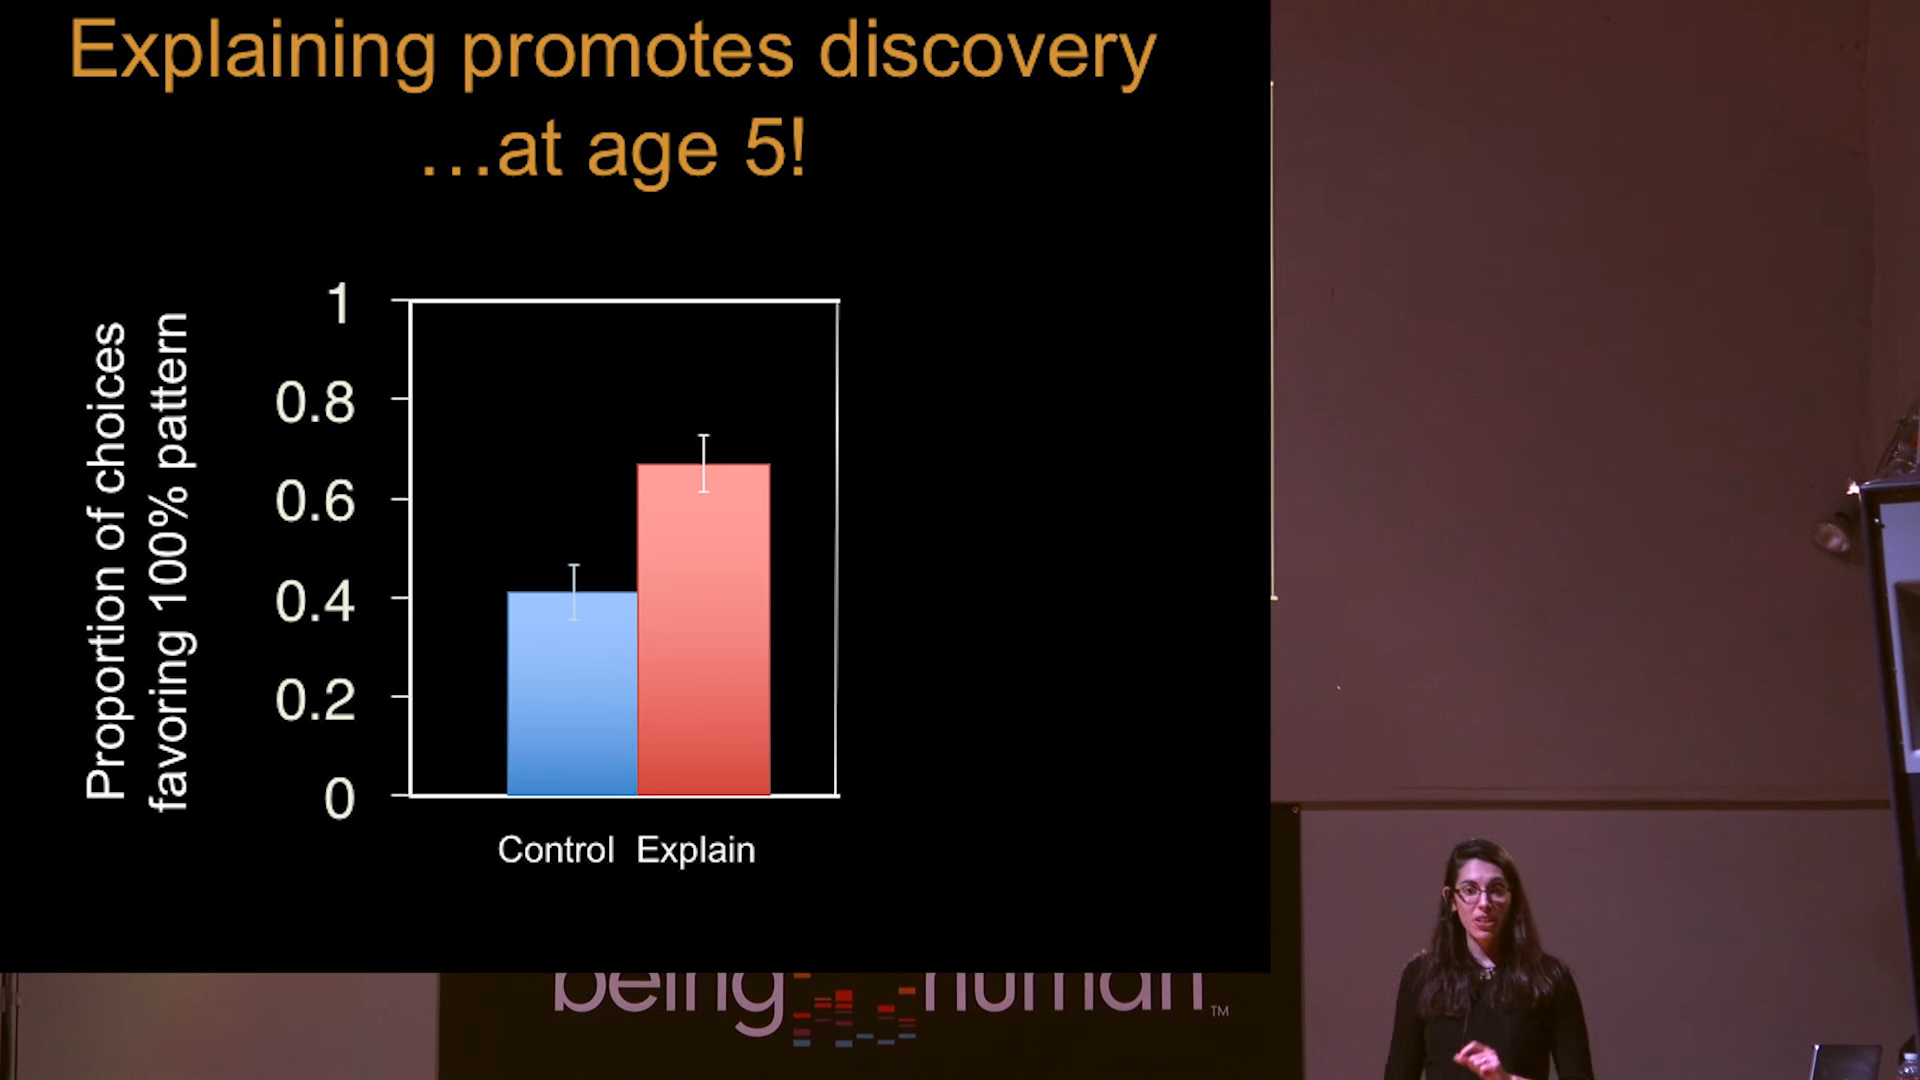 Explaining promotes discovery
...at age 5!
Proportion of choices
favoring 100% pattern
1
0.8
0.6
0.4
0.2
0
Control Explain
being human™